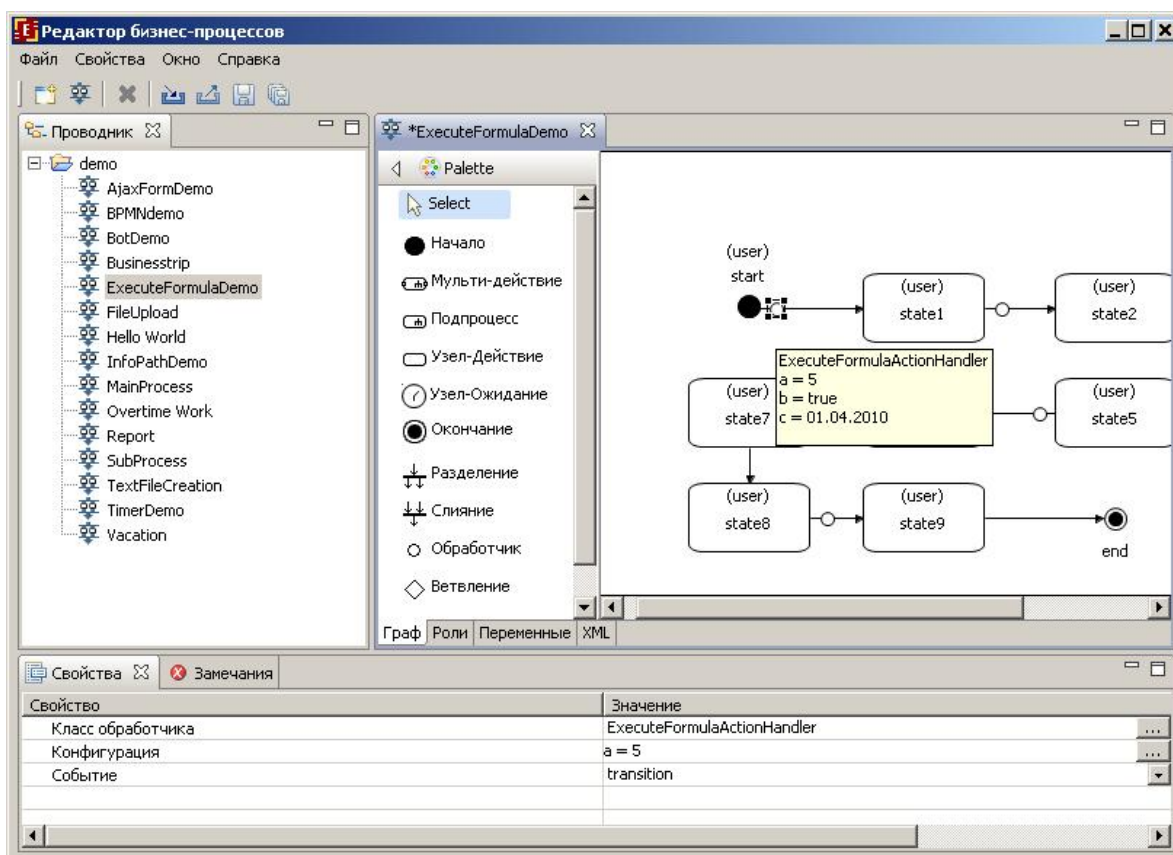 Редактор бизнес-процессов
Файл Свойства Окно Справка
Проводник
demo
AjaxFormDemo
BPMNdemo
BotDemo
Businesstrip
ExecuteFormulaDemo
FileUpload
Hello World
InfoPathDemo
MainProcess
Overtime Work
Report
SubProcess
TextFileCreation
TimerDemo
Vacation
*ExecuteFormulaDemo
Palette
Select
Начало
Мульти-действие
Подпроцесс
Узел-Действие
Узел-Ожидание
Окончание
Разделение
Слияние
Обработчик
Ветвление
(user)
start
(user)
state1
(user)
state2
ExecuteFormulaActionHandler
a = 5
b = true
c = 01.04.2010
(user)
state7
(user)
state5
(user)
state8
(user)
state9
end
Граф Роли Переменные XML
Свойства Замечания
Свойство Значение
Класс обработчика ExecuteFormulaActionHandler ...
Конфигурация a = 5 ...
Событие transition